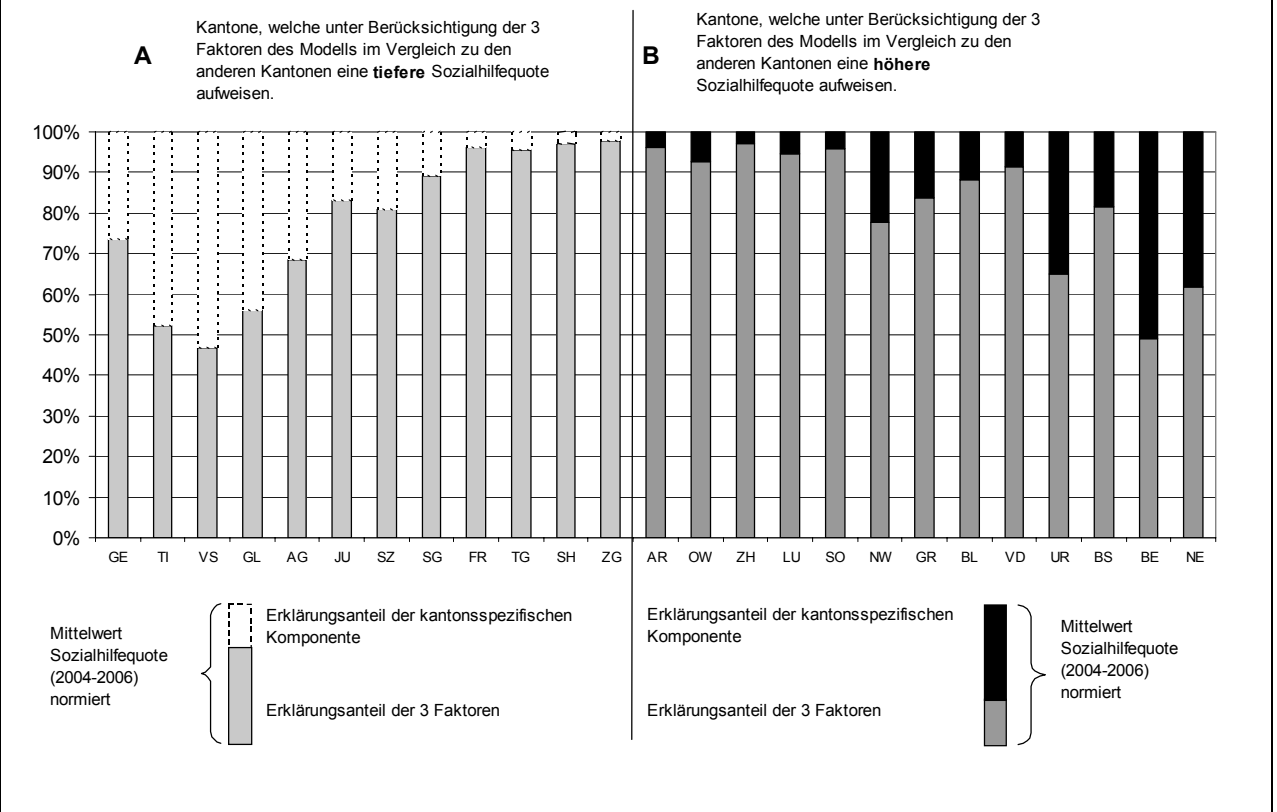 A
Kantone, welche unter Berücksichtigung der 3
Faktoren des Modells im Vergleich zu den
anderen Kantonen eine tiefere Sozialhilfequote
aufweisen.
B
Kantone, welche unter Berücksichtigung der 3
Faktoren des Modells im Vergleich zu den
anderen Kantonen eine höhere
Sozialhilfequote aufweisen.
100%
90%
80%
70%
60%
50%
40%
30%
20%
10%
0%
GE TI VS GL AG JU SZ SG FR TG SH ZG AR OW ZH LU SO NW GR BL VD UR BS BE NE
Mittelwert
Sozialhilfequote
(2004-2006)
normiert
Erklärungsanteil der kantonsspezifischen
Komponente
Erklärungsanteil der 3 Faktoren
Erklärungsanteil der kantonsspezifischen
Komponente
Erklärungsanteil der 3 Faktoren
Mittelwert
Sozialhilfequote
(2004-2006)
normiert